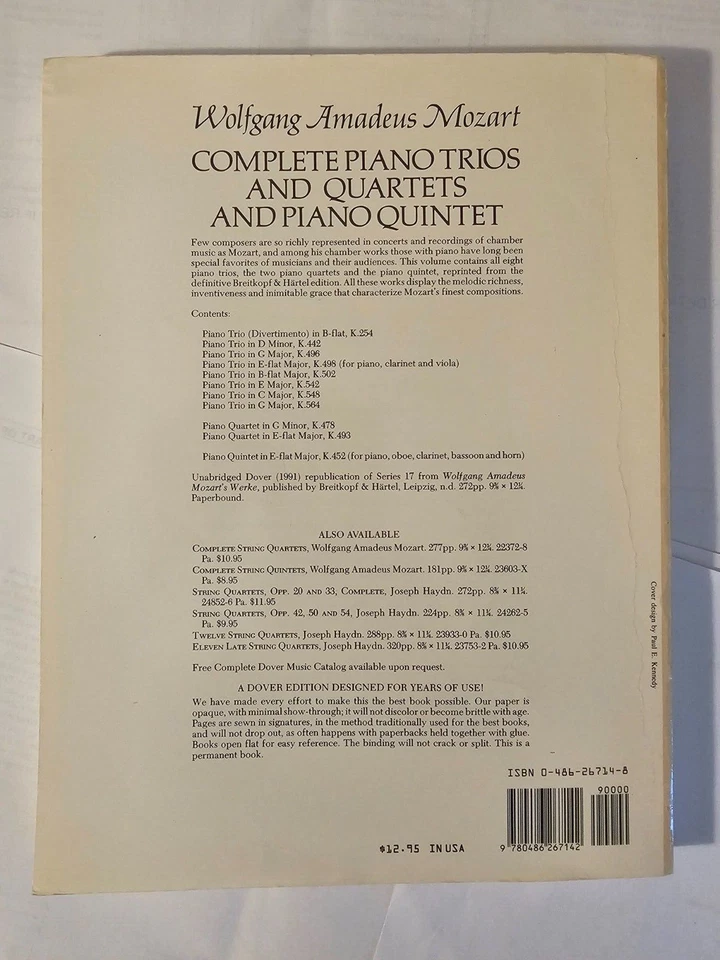 Wolfgang Amadeus Mozart
COMPLETE PIANO TRIOS
AND QUARTETS
AND PIANO QUINTET
Few composers are so richly represented in concerts and recordings of chamber
music as Mozart, and among his chamber works those with piano have long been
special favorites of musicians and their audiences. This volume contains all eight
piano trios, the two piano quartets and the piano quintet, reprinted from the
definitive Breitkopf & Härtel edition. All these works display the melodic richness,
inventiveness and inimitable grace that characterize Mozart's finest compositions.
Contents:
Piano Trio (Divertimento) in B-flat, K.254
Piano Trio in D Minor, K.442
Piano Trio in G Major, K.496
Piano Trio in E-flat Major, K.498 (for piano, clarinet and viola)
Piano Trio in B-flat Major, K.502
Piano Trio in E Major, K.542
Piano Trio in C Major, K.548
Piano Trio in G Major, K.564
Piano Quartet in G Minor, K.478
Piano Quartet in E-flat Major, K.493
Piano Quintet in E-flat Major, K.452 (for piano, oboe, clarinet, bassoon and horn)
Unabridged Dover (1991) republication of Series 17 from Wolfgang Amadeus
Mozart's Werke, published by Breitkopf & Härtel, Leipzig, n.d. 272pp. 9⅜ × 12¼.
Paperbound.
ALSO AVAILABLE
COMPLETE STRING QUARTETS, Wolfgang Amadeus Mozart. 277pp. 9⅜ × 12¼. 22372-8
Pa. $10.95
COMPLETE STRING QUINTETS, Wolfgang Amadeus Mozart. 181pp. 9⅜ × 12¼. 23603-X
Pa. $8.95
STRING QUARTETS, OPP. 20 AND 33, COMPLETE, Joseph Haydn. 272pp. 8⅜ × 11¼.
24852-6 Pa. $11.95
STRING QUARTETS, OPP. 42, 50 AND 54, Joseph Haydn. 224pp. 8⅜ × 11¼. 24262-5
Pa. $9.95
TWELVE STRING QUARTETS, Joseph Haydn. 288pp. 8⅜ × 11¼. 23933-0 Pa. $10.95
ELEVEN LATE STRING QUARTETS, Joseph Haydn. 320pp. 8⅜ × 11¼. 23753-2 Pa. $10.95
Free Complete Dover Music Catalog available upon request.
A DOVER EDITION DESIGNED FOR YEARS OF USE!
We have made every effort to make this the best book possible. Our paper is
opaque, with minimal show-through; it will not discolor or become brittle with age.
Pages are sewn in signatures, in the method traditionally used for the best books,
and will not drop out, as often happens with paperbacks held together with glue.
Books open flat for easy reference. The binding will not crack or split. This is a
permanent book.
Cover design by Paul E. Kennedy
ISBN 0-486-26714-8
90000
9 780486 267142
$12.95 IN USA